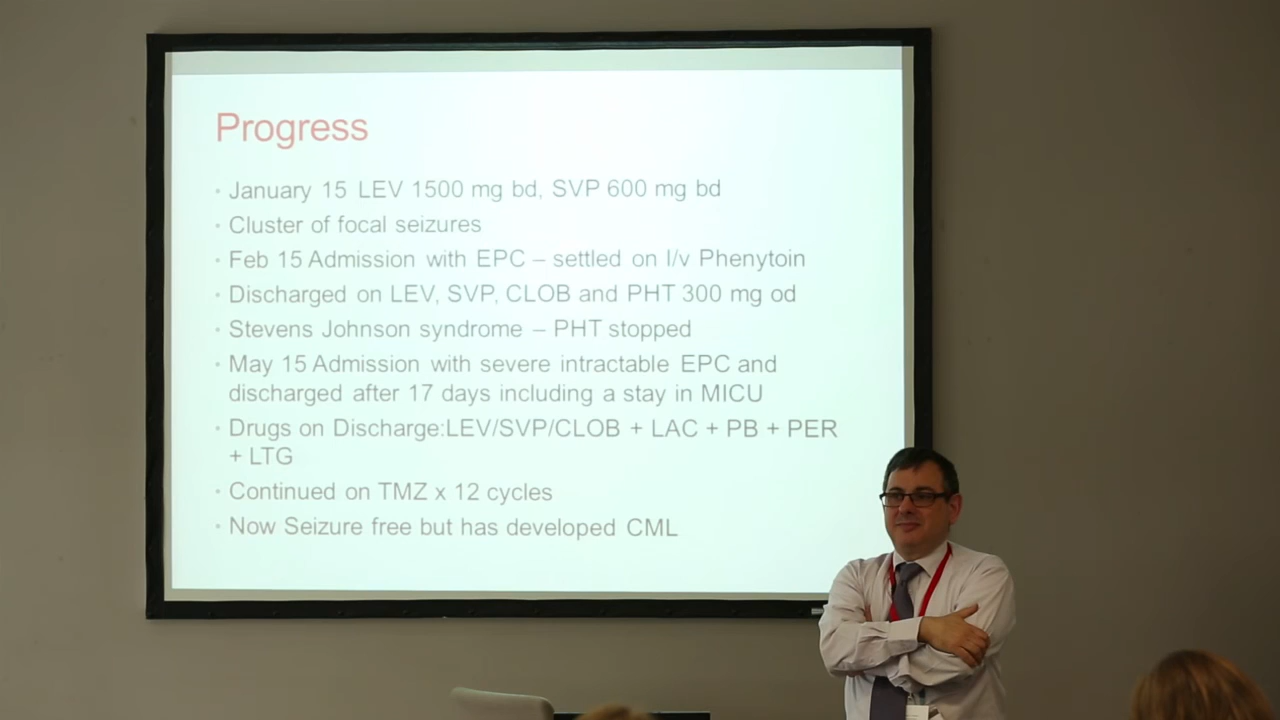 Progress
• January 15 LEV 1500 mg bd, SVP 600 mg bd
• Cluster of focal seizures
• Feb 15 Admission with EPC – settled on I/v Phenytoin
• Discharged on LEV, SVP, CLOB and PHT 300 mg od
• Stevens Johnson syndrome – PHT stopped
• May 15 Admission with severe intractable EPC and
discharged after 17 days including a stay in MICU
• Drugs on Discharge:LEV/SVP/CLOB + LAC + PB + PER
+ LTG
• Continued on TMZ x 12 cycles
• Now Seizure free but has developed CML